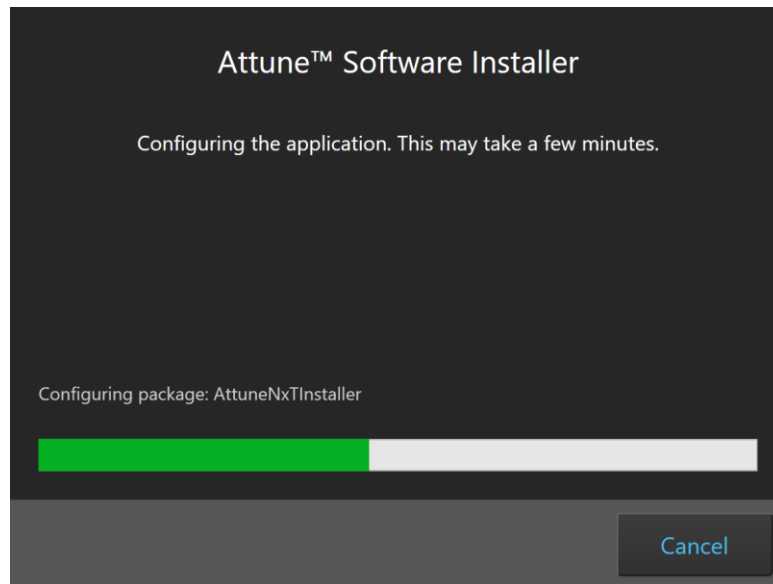 Attune™ Software Installer
Configuring the application. This may take a few minutes.
Configuring package: AttuneNxTInstaller
Cancel